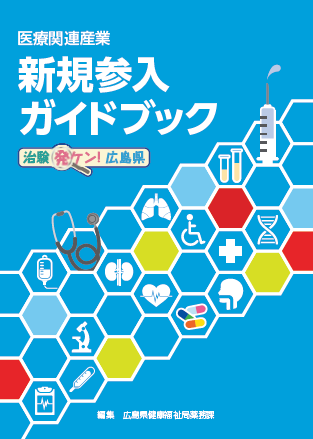 医療関連産業
新規参入
ガイドブック
治験発ケン!広島県
編集 広島県健康福祉局薬務課